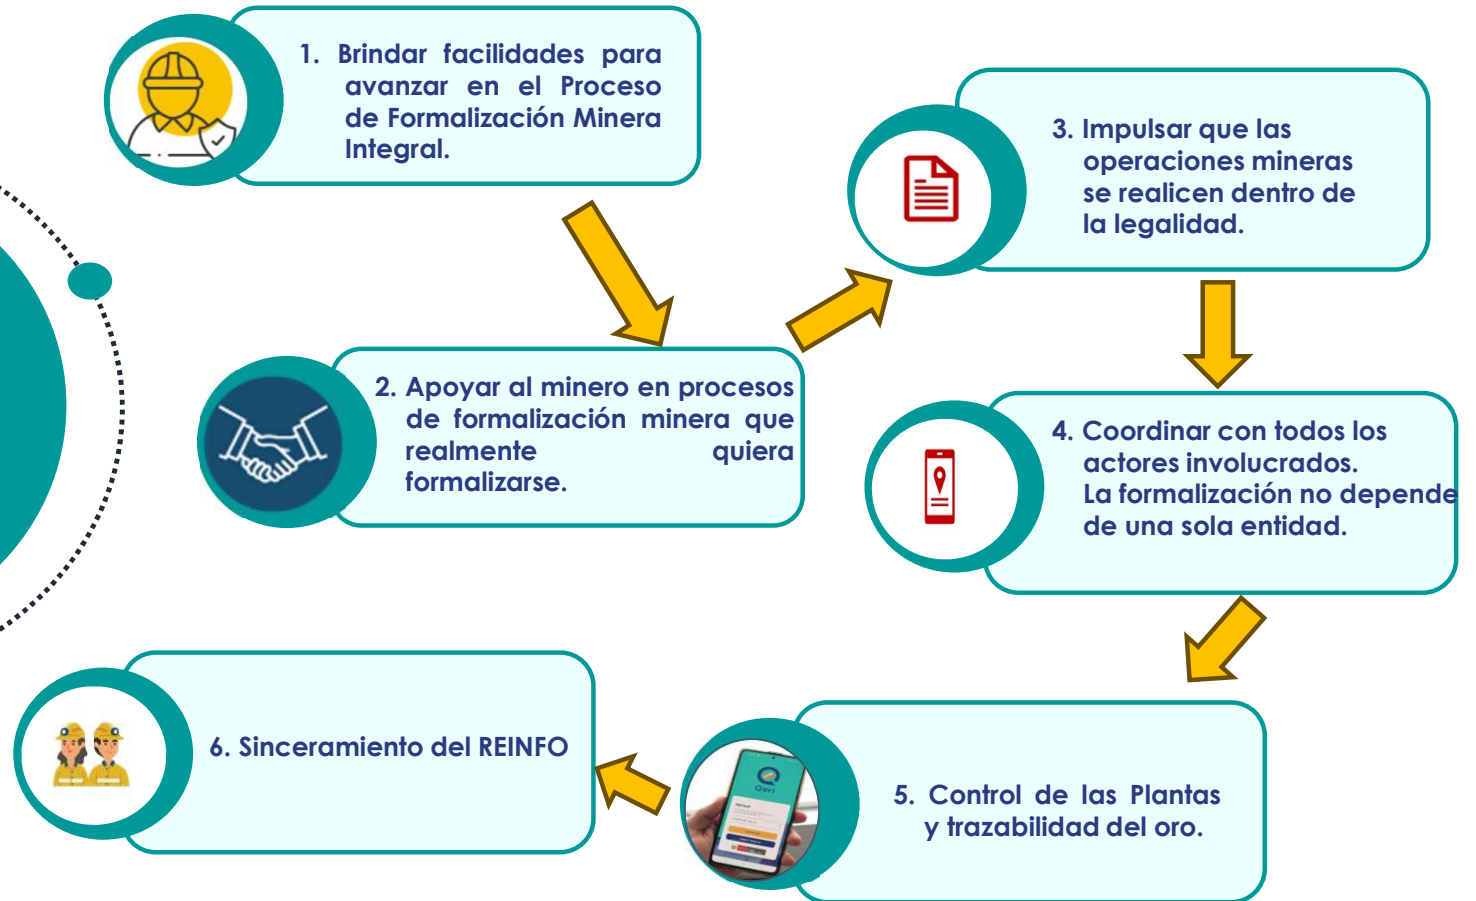 1. Brindar facilidades para
avanzar en el Proceso
de Formalización Minera
Integral.
2. Apoyar al minero en procesos
de formalización minera que
realmente quiera
formalizarse.
3. Impulsar que las
operaciones mineras
se realicen dentro de
la legalidad.
4. Coordinar con todos los
actores involucrados.
La formalización no depende
de una sola entidad.
5. Control de las Plantas
y trazabilidad del oro.
Qori
6. Sinceramiento del REINFO